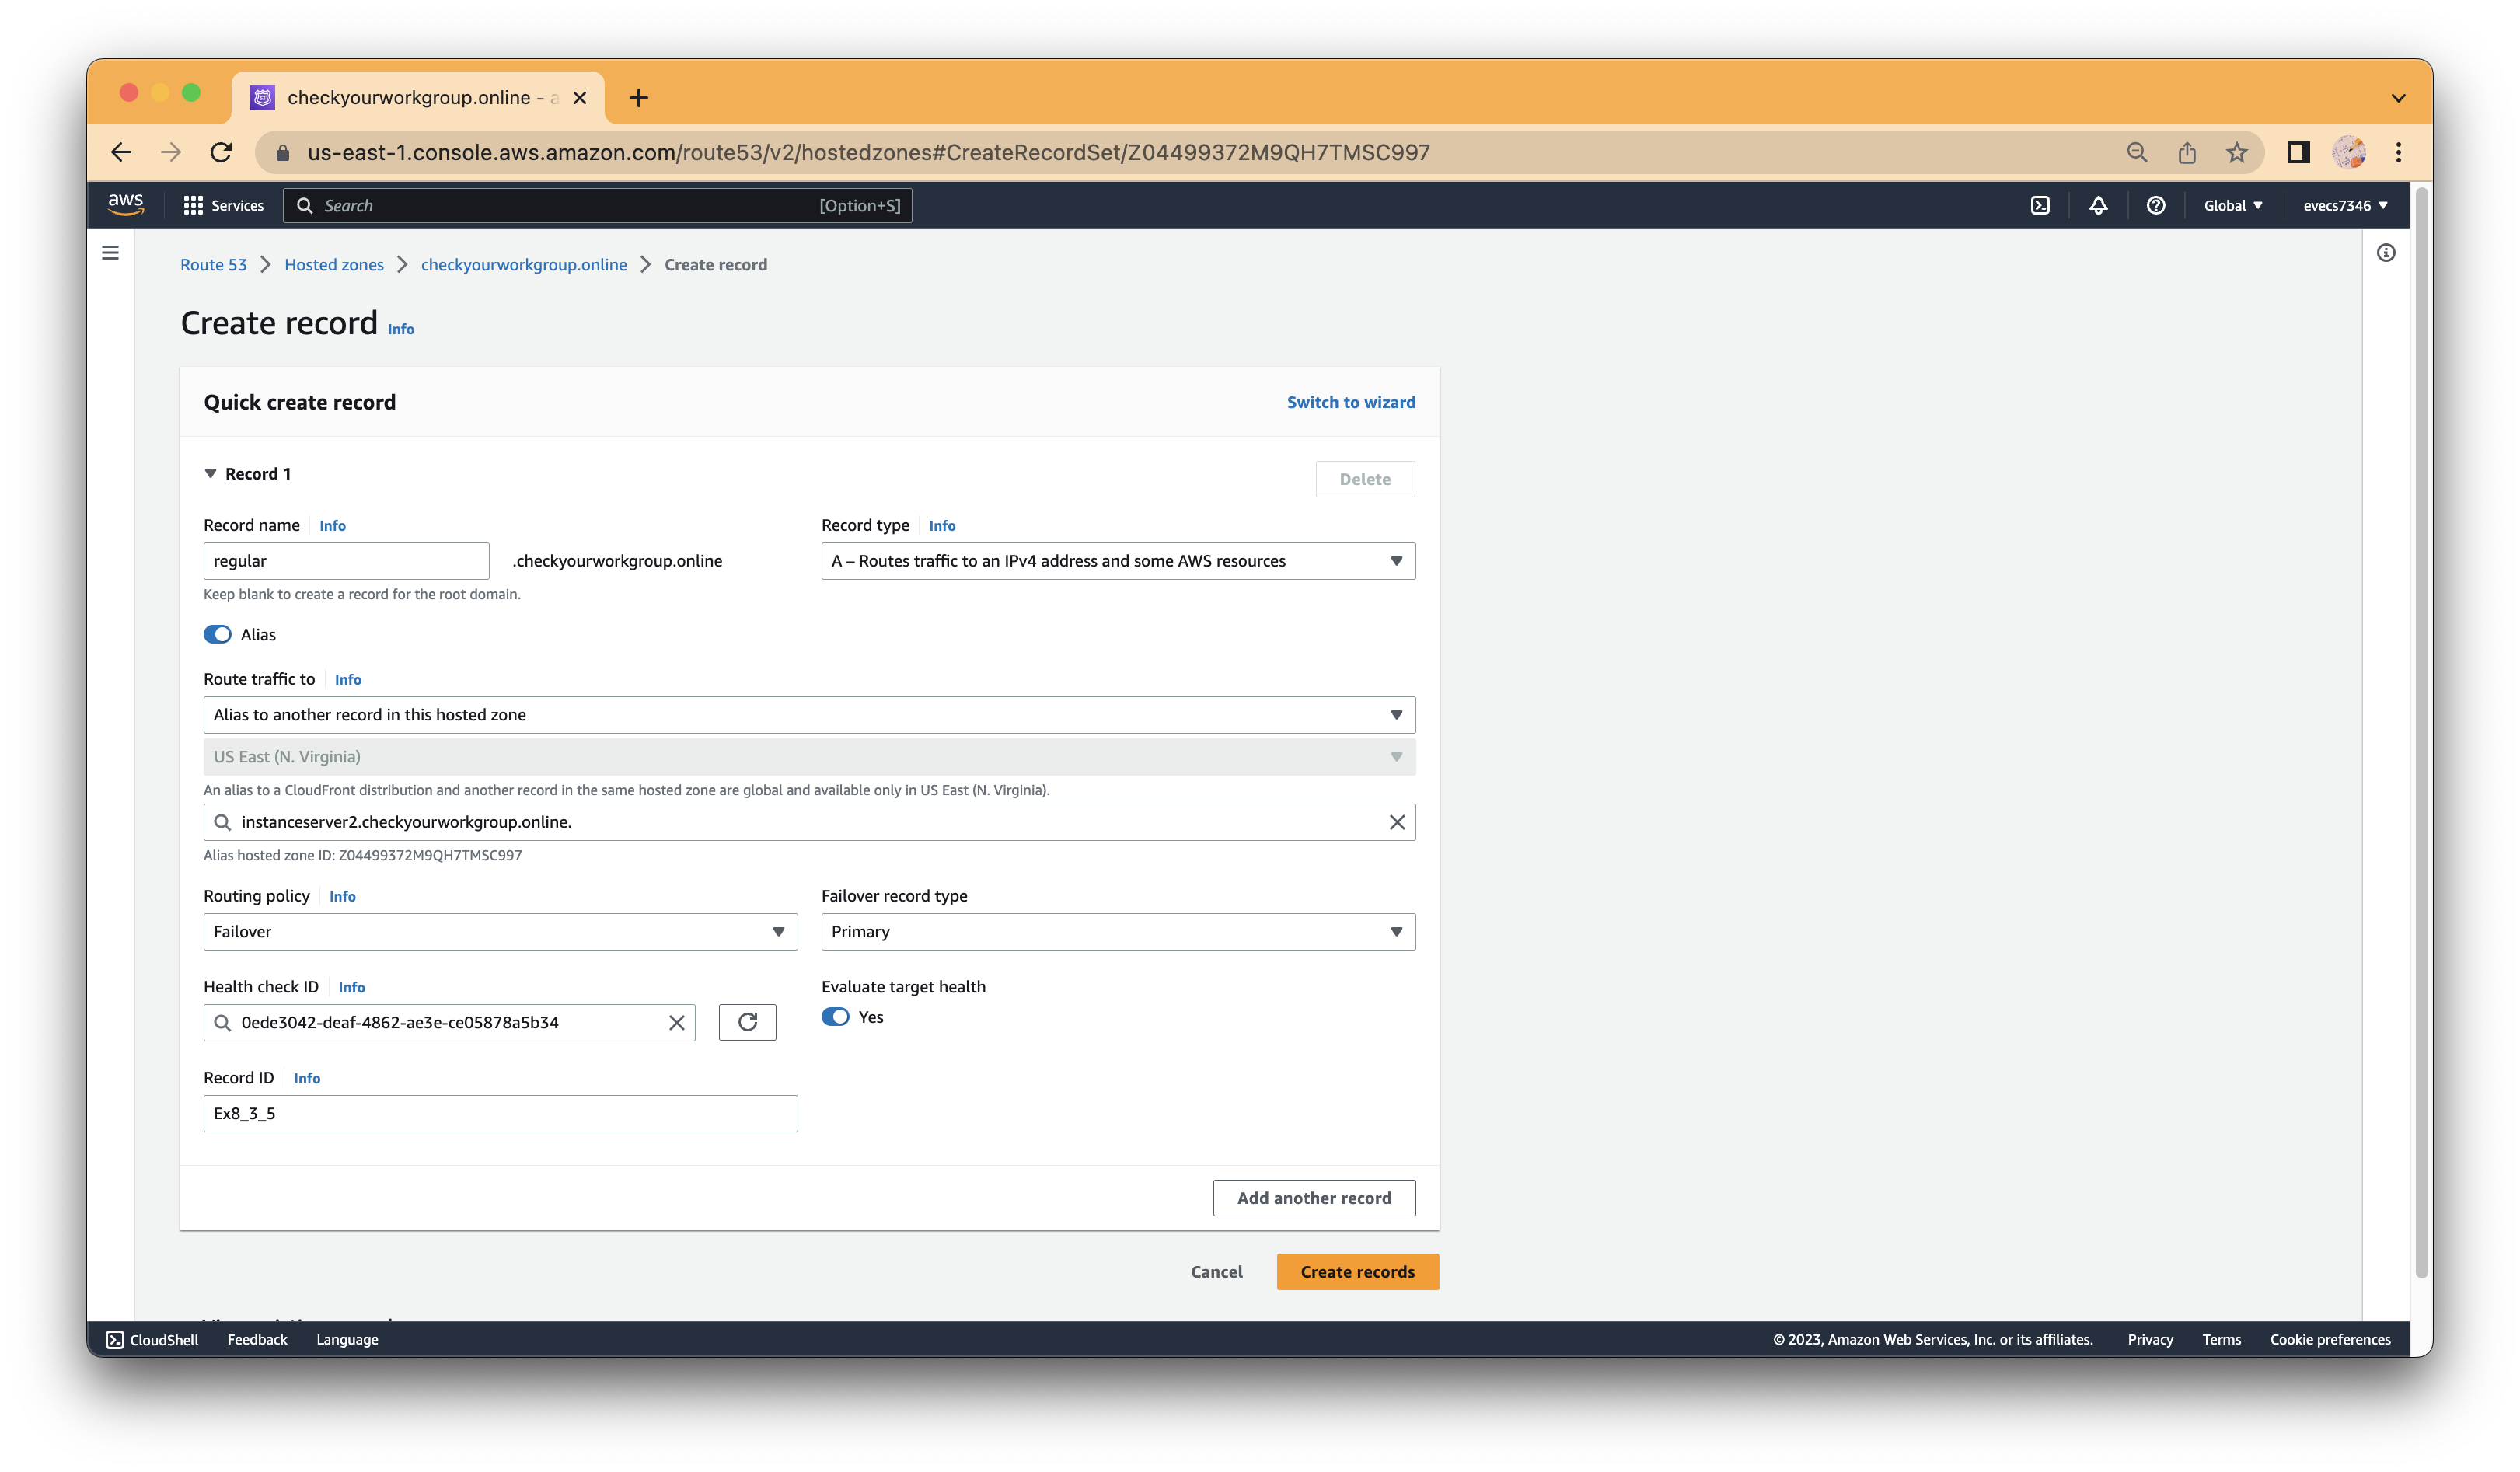 checkyourworkgroup.online - a
us-east-1.console.aws.amazon.com/route53/v2/hostedzones#CreateRecordSet/Z04499372M9QH7TMSC997
aws Services Search [Option+S] Global evecs7346
Route 53 Hosted zones checkyourworkgroup.online Create record
Create record Info
Quick create record Switch to wizard
Record 1 Delete
Record name Info Record type Info
regular .checkyourworkgroup.online A – Routes traffic to an IPv4 address and some AWS resources
Keep blank to create a record for the root domain.
Alias
Route traffic to Info
Alias to another record in this hosted zone
US East (N. Virginia)
An alias to a CloudFront distribution and another record in the same hosted zone are global and available only in US East (N. Virginia).
instanceserver2.checkyourworkgroup.online.
Alias hosted zone ID: Z04499372M9QH7TMSC997
Routing policy Info Failover record type
Failover Primary
Health check ID Info Evaluate target health
0ede3042-deaf-4862-ae3e-ce05878a5b34 Yes
Record ID Info
Ex8_3_5
Add another record
Cancel Create records
CloudShell Feedback Language © 2023, Amazon Web Services, Inc. or its affiliates. Privacy Terms Cookie preferences